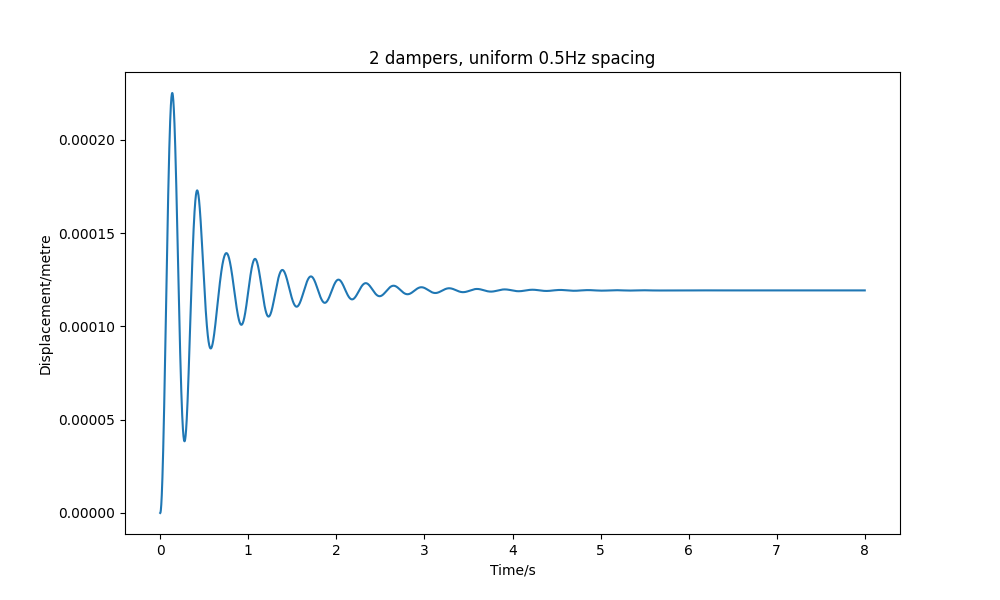 2 dampers, uniform 0.5Hz spacing
0.00020
0.00015
0.00010
0.00005
0.00000
Displacement/metre
0 1 2 3 4 5 6 7 8
Time/s